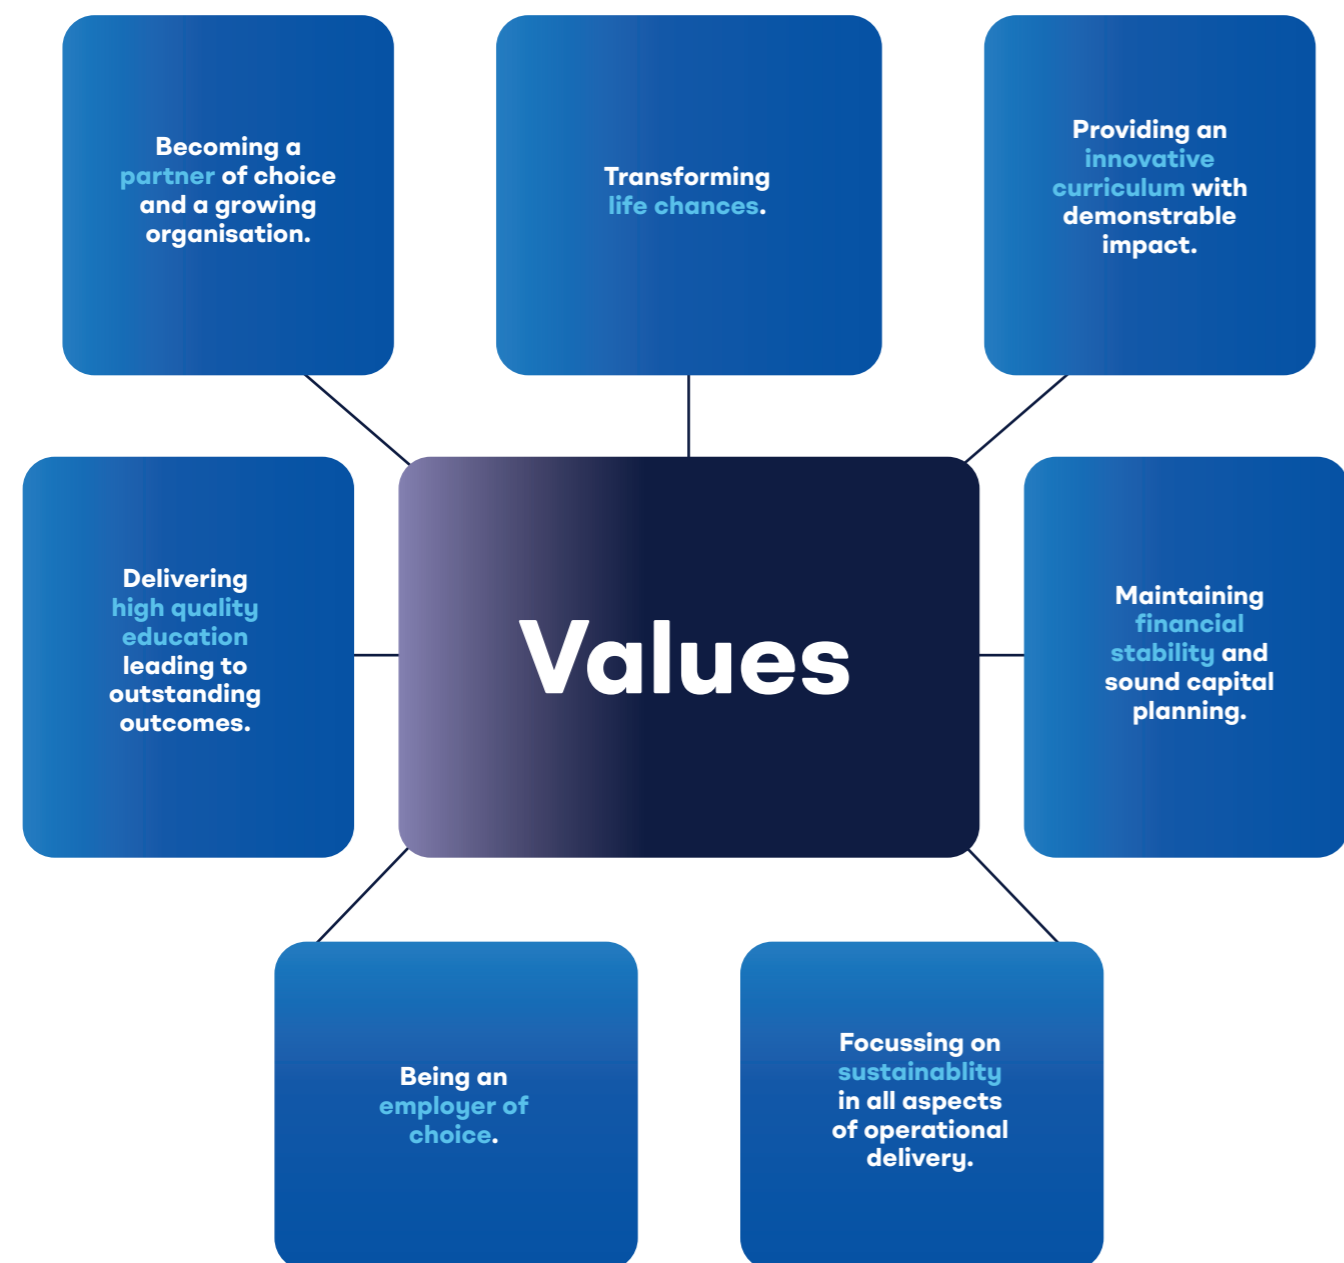 Becoming a
partner of choice
and a growing
organisation.
Transforming
life chances.
Providing an
innovative
curriculum with
demonstrable
impact.
Delivering
high quality
education
leading to
outstanding
outcomes.
Values
Maintaining
financial
stability and
sound capital
planning.
Being an
employer of
choice.
Focussing on
sustainablity
in all aspects
of operational
delivery.